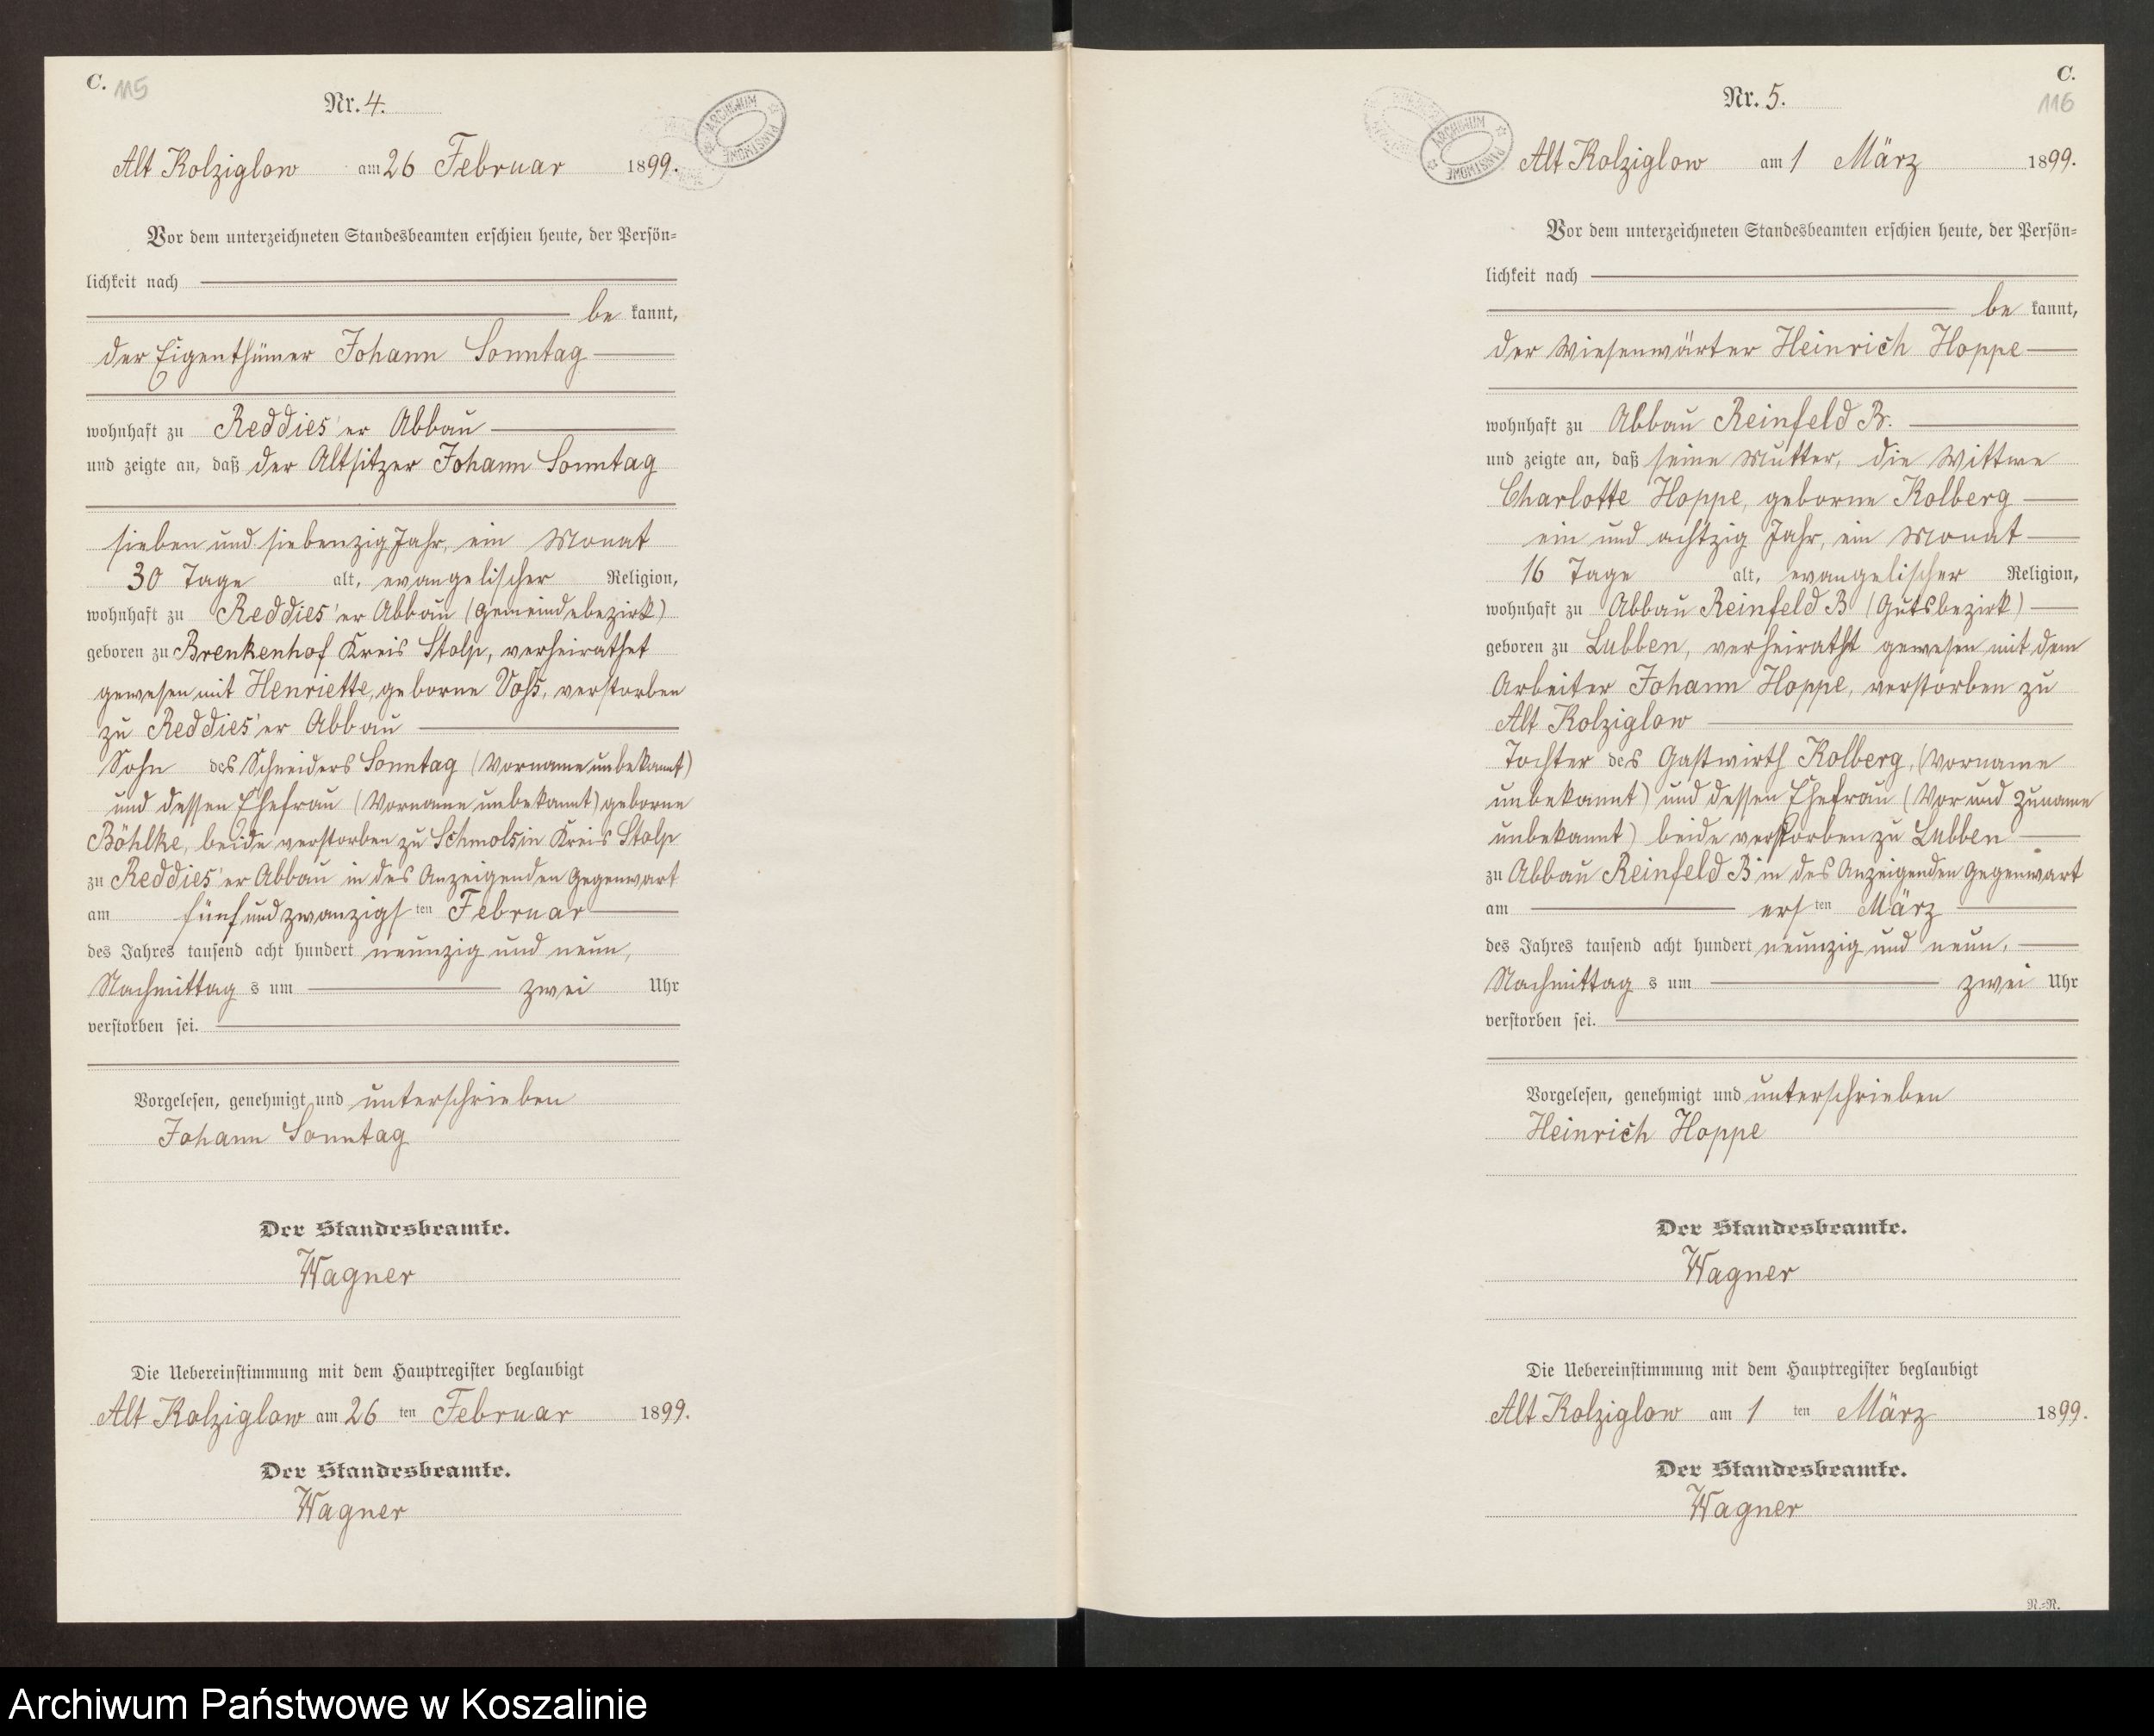 C. 115
Nr. 4.
ARCHIWUM PAŃSTWOWE
Alt Kolziglow am 26 Februar 1899.
Vor dem unterzeichneten Standesbeamten erschien heute, der Persön=
lichkeit nach
be kannt,
der Eigenthümer Johann Sonntag
wohnhaft zu Reddies'er Abbau
und zeigte an, daß der Altsitzer Johann Sonntag
sieben und siebenzig Jahr, ein Monat
30 Tage alt, evangelischer Religion,
wohnhaft zu Reddies'er Abbau (Gemeindebezirk)
geboren zu Brenkenhof Kreis Stolp, verheirathet
gewesen mit Henriette, geborne Voß, verstorben
zu Reddies'er Abbau
Sohn des Schneiders Sonntag (Vorname unbekannt)
und dessen Ehefrau (Vorname unbekannt) geborne
Böhlke, beide verstorben zu Schmolsin Kreis Stolp
zu Reddies'er Abbau in des Anzeigenden Gegenwart
am fünf und zwanzigsten Februar
des Jahres tausend acht hundert neunzig und neun,
Nachmittag s um zwei Uhr
verstorben sei.
Vorgelesen, genehmigt und unterschrieben
Johann Sonntag
Der Standesbeamte.
Wagner
Die Uebereinstimmung mit dem Hauptregister beglaubigt
Alt Kolziglow am 26 ten Februar 1899.
Der Standesbeamte.
Wagner
C.
116
Nr. 5.
ARCHIWUM PAŃSTWOWE
Alt Kolziglow am 1 März 1899.
Vor dem unterzeichneten Standesbeamten erschien heute, der Persön=
lichkeit nach
be kannt,
der Wiesenwärter Heinrich Hoppe
wohnhaft zu Abbau Reinfeld B.
und zeigte an, daß seine Mutter, die Wittwe
Charlotte Hoppe, geborne Kolberg
ein und achtzig Jahr, ein Monat
16 Tage alt, evangelischer Religion,
wohnhaft zu Abbau Reinfeld B (Gutsbezirk)
geboren zu Lubben, verheiratht gewesen mit dem
Arbeiter Johann Hoppe, verstorben zu
Alt Kolziglow
Tochter des Gastwirth Kolberg, (Vorname
unbekannt) und dessen Ehefrau (Vor und Zuname
unbekannt) beide verstorben zu Lubben
zu Abbau Reinfeld B in des Anzeigenden Gegenwart
am ersten März
des Jahres tausend acht hundert neunzig und neun,
Nachmittag s um zwei Uhr
verstorben sei.
Vorgelesen, genehmigt und unterschrieben
Heinrich Hoppe
Der Standesbeamte.
Wagner
Die Uebereinstimmung mit dem Hauptregister beglaubigt
Alt Kolziglow am 1 ten März 1899.
Der Standesbeamte.
Wagner
R.=R.
Archiwum Państwowe w Koszalinie